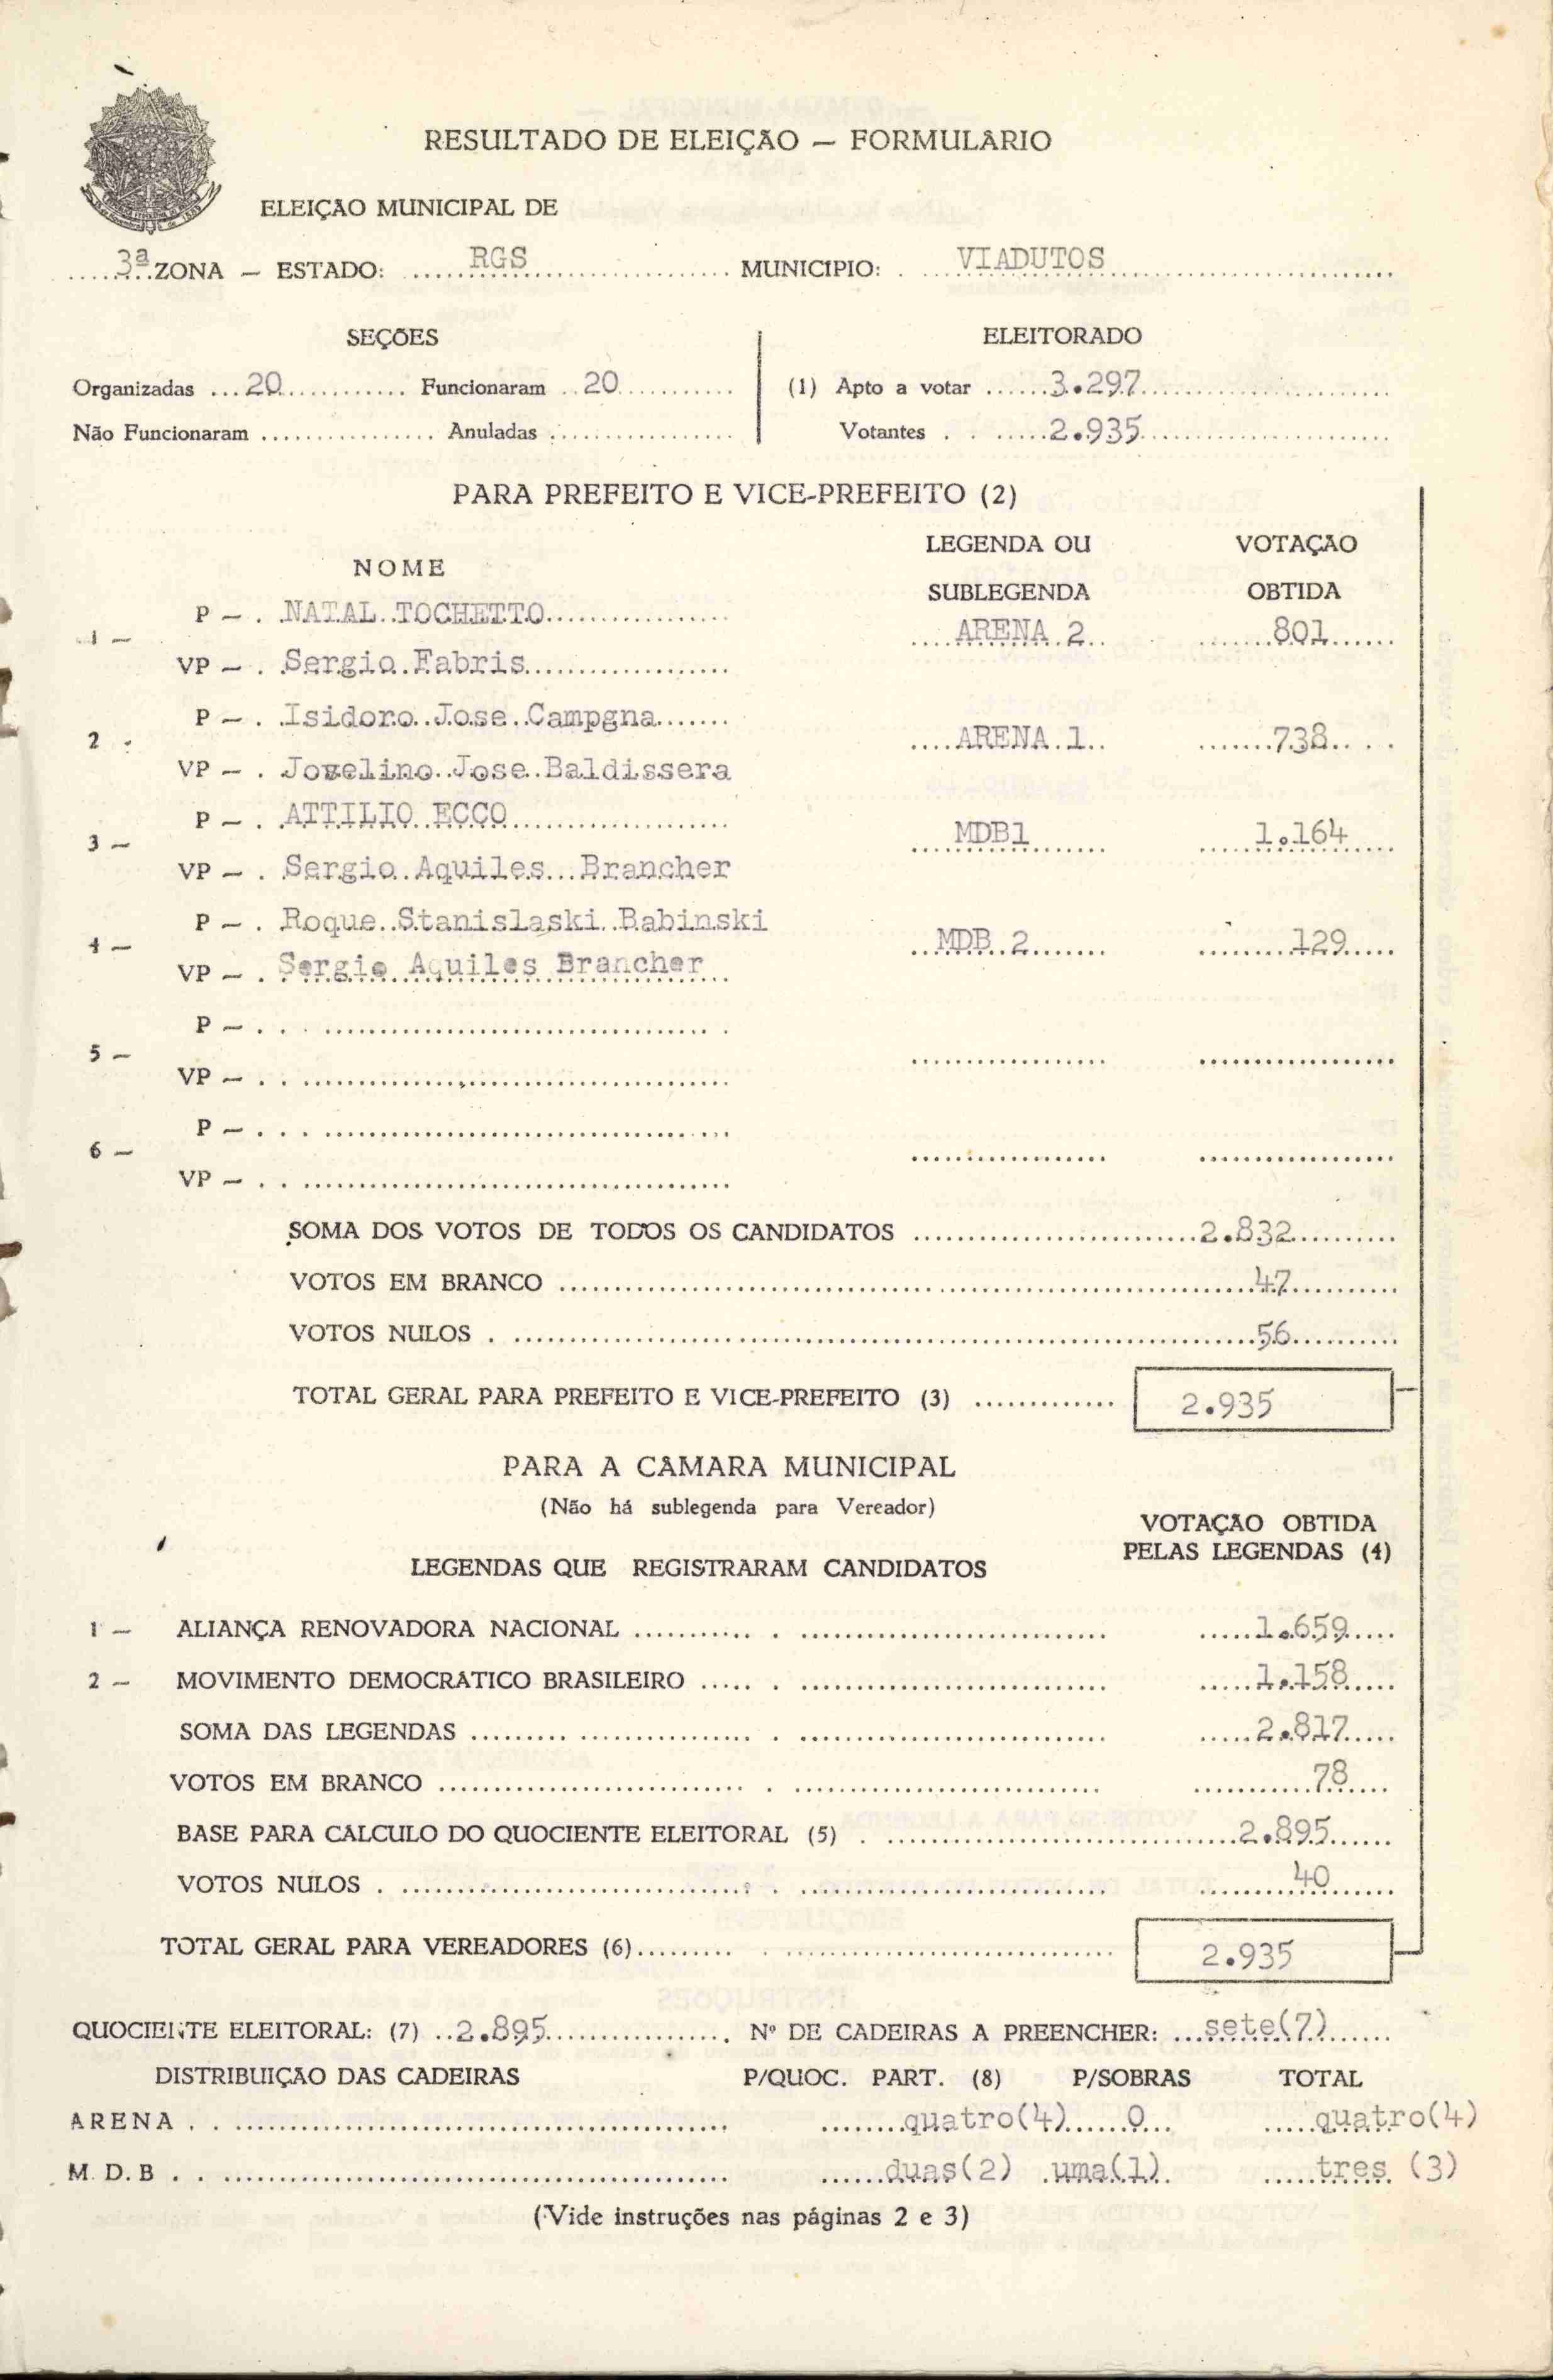 RESULTADO DE ELEIÇÃO — FORMULÁRIO
ELEIÇÃO MUNICIPAL DE
3ª ZONA — ESTADO: RGS MUNICIPIO: VIADUTOS
SEÇÕES ELEITORADO
Organizadas ... 20 ............ Funcionaram .. 20 ........... (1) Apto a votar ...... 3.297 ......................
Não Funcionaram ................ Anuladas ................. Votantes . . ...... 2.935 ......................
PARA PREFEITO E VICE-PREFEITO (2)
NOME LEGENDA OU SUBLEGENDA VOTAÇÃO OBTIDA
1 — P — . NATAL TOCHETTO ARENA 2 801
VP — . Sergio Fabris
2 . P — . Isidoro Jose Campgna ARENA 1 738
VP — . Jovelino Jose Baldissera
3 — P — . ATTILIO ECCO MDB1 1.164
VP — . Sergio Aquiles Brancher
4 — P — . Roque Stanislaski Babinski MDB 2 129
VP — . Sergio Aquiles Brancher
5 — P — . . . ....................................
VP — . . ....................................
6 — P — . . . ....................................
VP — . . ....................................
SOMA DOS VOTOS DE TODOS OS CANDIDATOS .......................... 2.832 ..........
VOTOS EM BRANCO .......................... 47 ..........
VOTOS NULOS . .......................... 56 ..........
TOTAL GERAL PARA PREFEITO E VICE-PREFEITO (3) ............. 2.935
PARA A CÂMARA MUNICIPAL
(Não há sublegenda para Vereador)
LEGENDAS QUE REGISTRARAM CANDIDATOS VOTAÇÃO OBTIDA PELAS LEGENDAS (4)
1 — ALIANÇA RENOVADORA NACIONAL ........... 1.659
2 — MOVIMENTO DEMOCRÁTICO BRASILEIRO ..... 1.158
SOMA DAS LEGENDAS ......... 2.817
VOTOS EM BRANCO .......................... 78
BASE PARA CÁLCULO DO QUOCIENTE ELEITORAL (5) . .......................... 2.895
VOTOS NULOS . .......................... 40
TOTAL GERAL PARA VEREADORES (6) ......... 2.935
QUOCIENTE ELEITORAL: (7) .. 2.895 ................. Nº DE CADEIRAS A PREENCHER: ... sete(7) ......
DISTRIBUIÇÃO DAS CADEIRAS P/QUOC. PART. (8) P/SOBRAS TOTAL
ARENA . . .......................... quatro(4) ...... 0 ... quatro(4)
M. D. B . . .......................... duas(2) uma(1) tres (3)
(Vide instruções nas páginas 2 e 3)